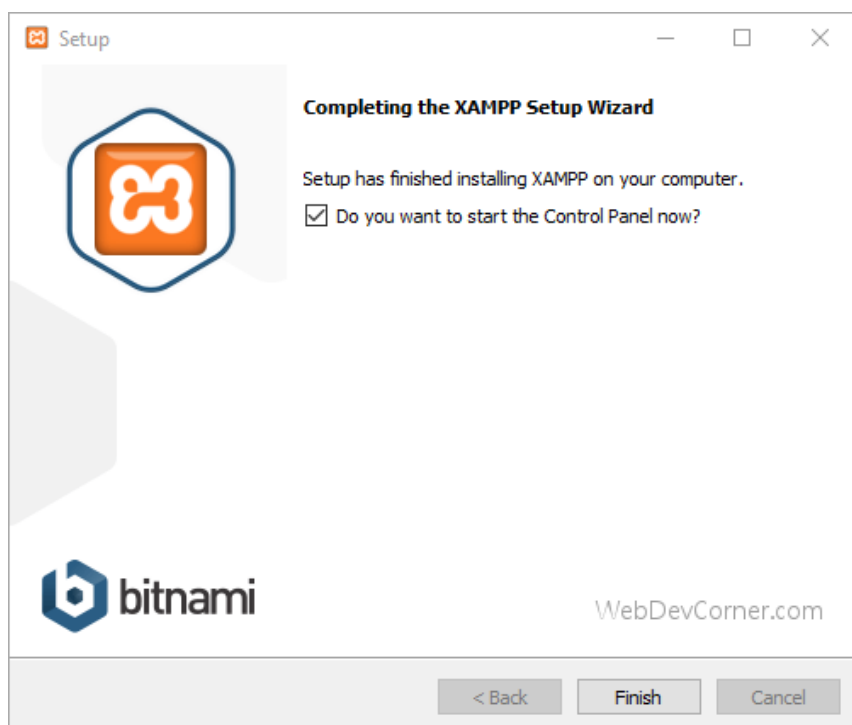 Setup
Completing the XAMPP Setup Wizard
Setup has finished installing XAMPP on your computer.
Do you want to start the Control Panel now?
bitnami
WebDevCorner.com
< Back Finish Cancel